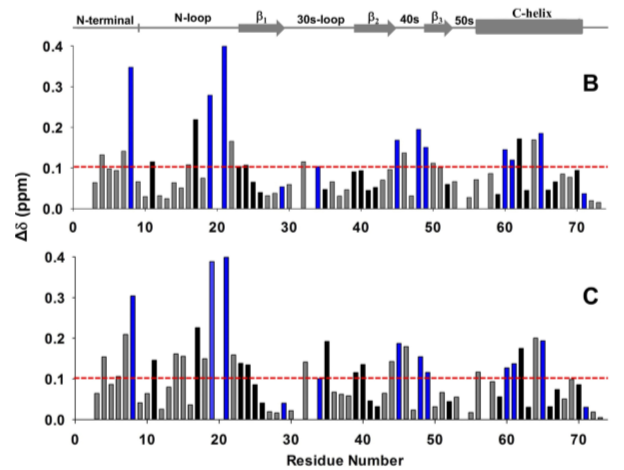 N-terminal N-loop β1 30s-loop β2 40s β3 50s C-helix
B
0.4
0.3
0.2
0.1
0.0
0 10 20 30 40 50 60 70
Δδ (ppm)
C
0.4
0.3
0.2
0.1
0.0
0 10 20 30 40 50 60 70
Residue Number